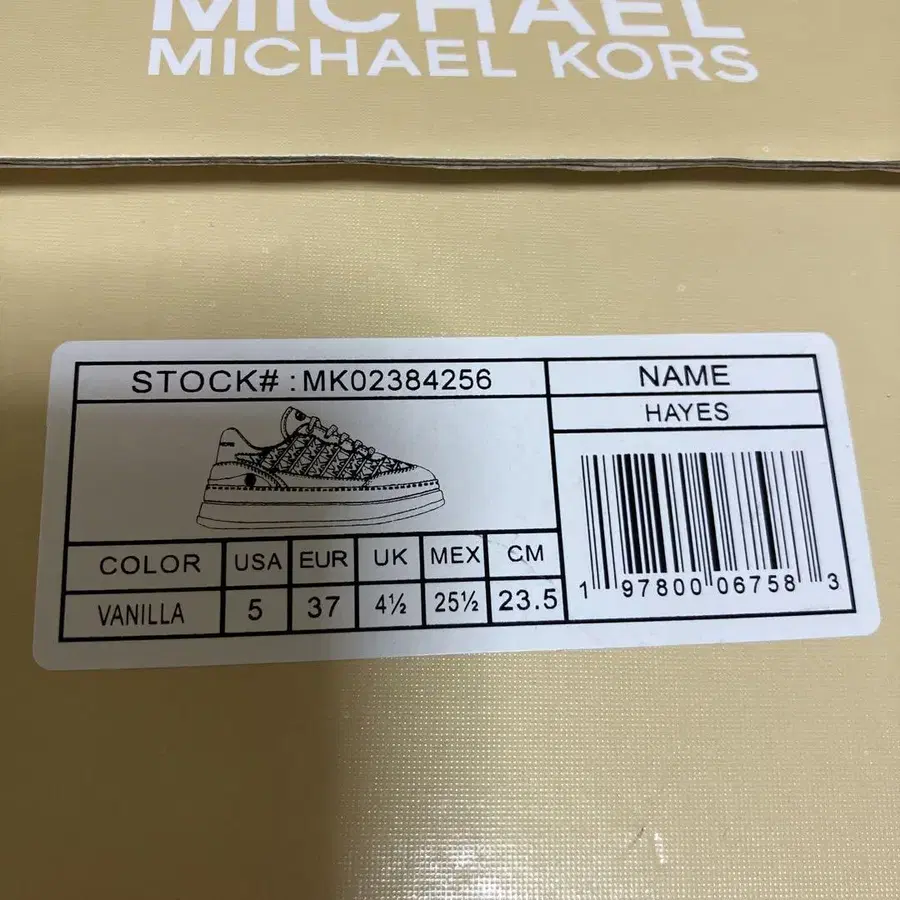 MICHAEL
MICHAEL KORS
STOCK# : MK02384256
NAME
HAYES
COLOR USA EUR UK MEX CM
VANILLA 5 37 4½ 25½ 23.5
1 97800 06758 3